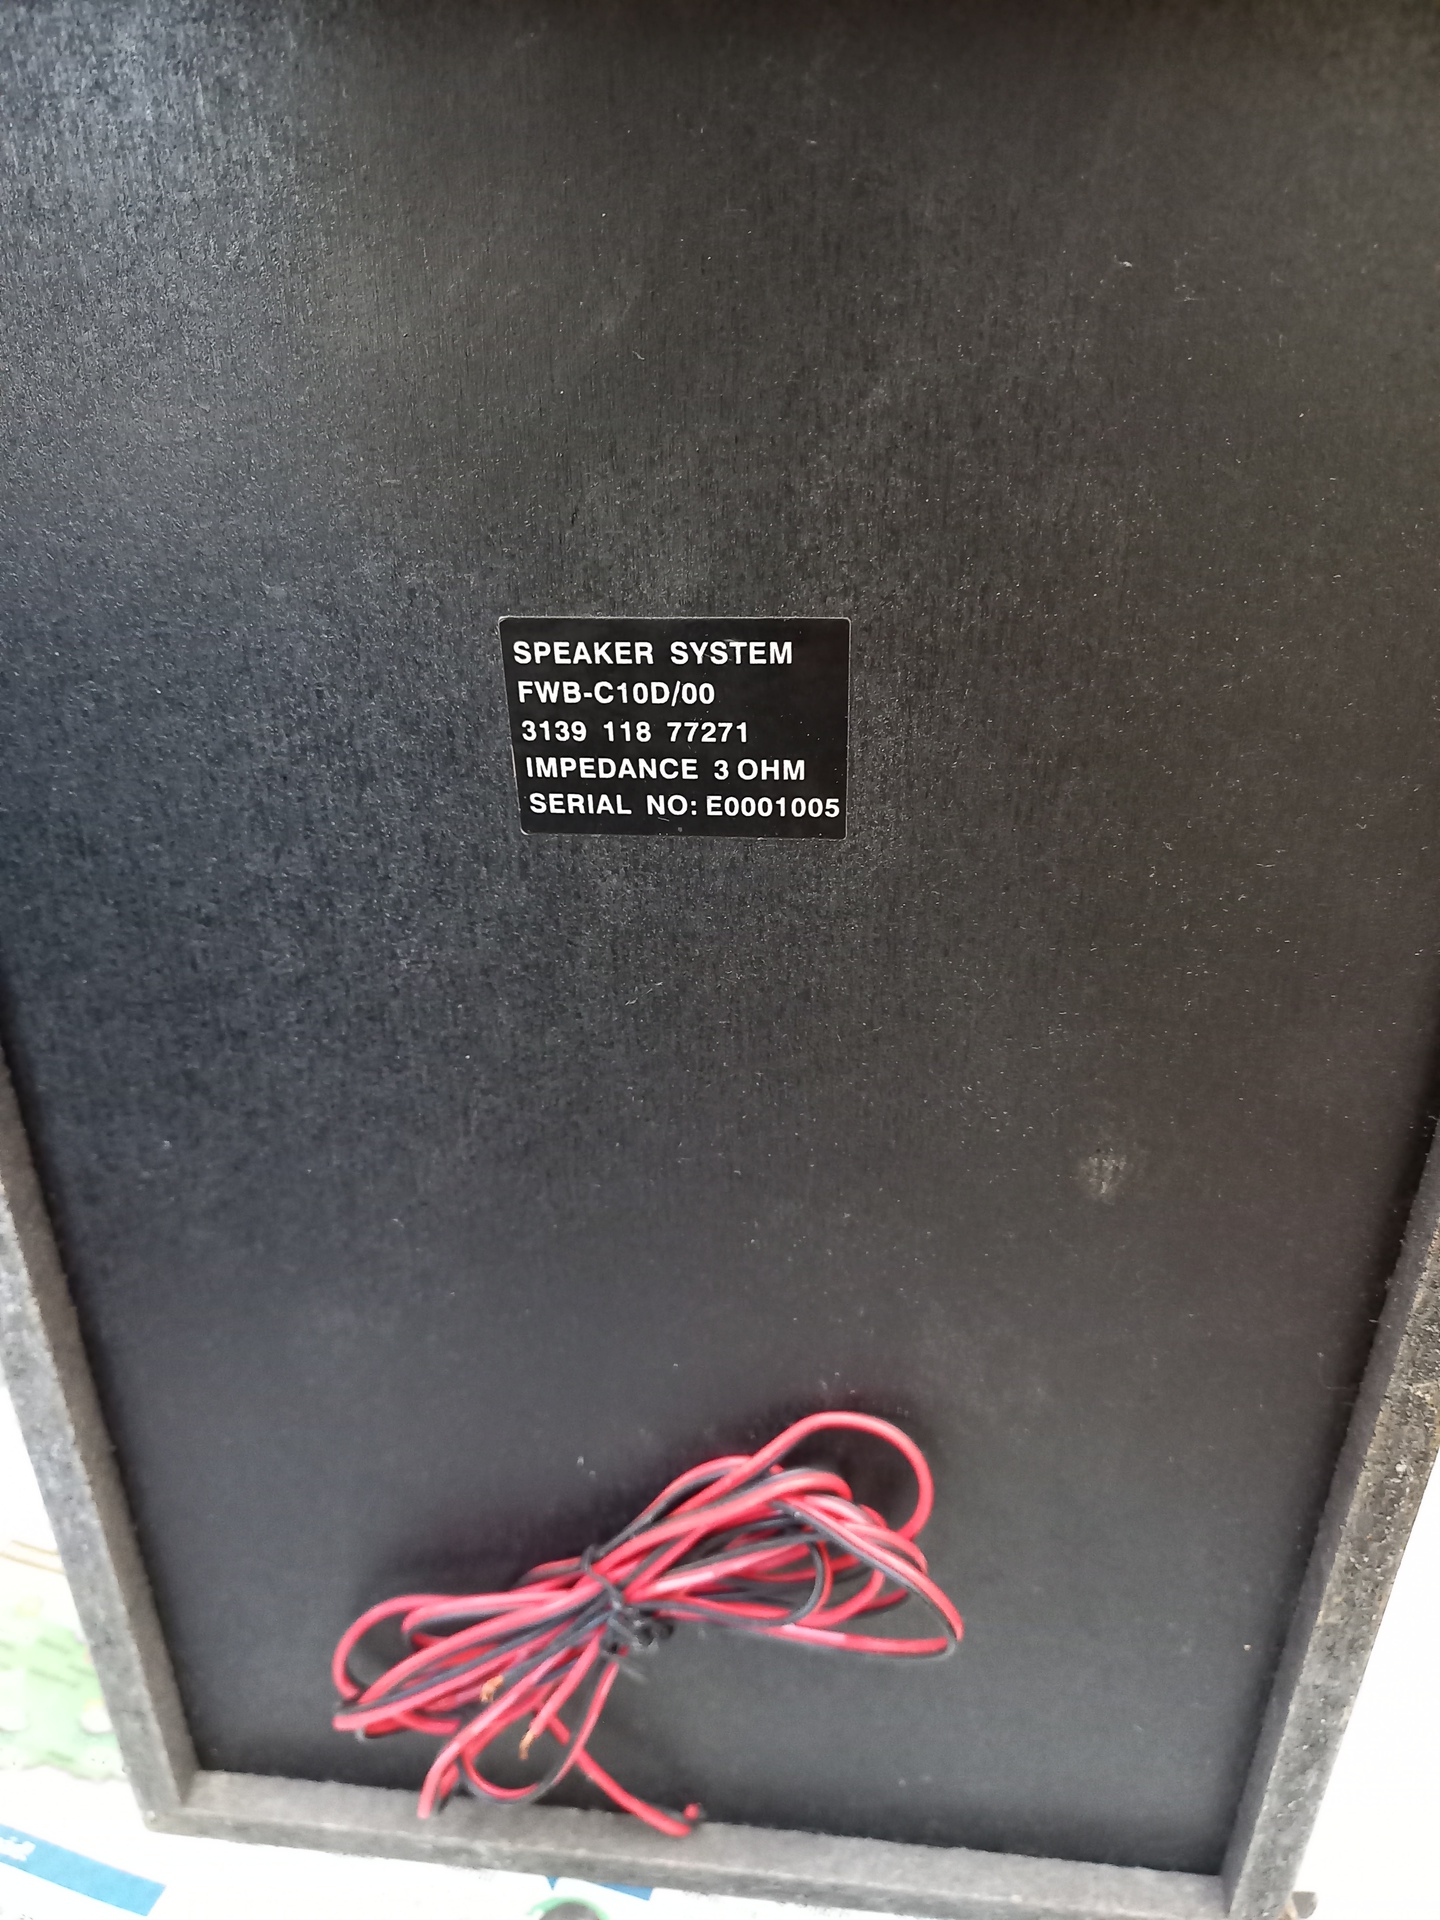 SPEAKER SYSTEM
FWB-C10D/00
3139 118 77271
IMPEDANCE 3 OHM
SERIAL NO: E0001005